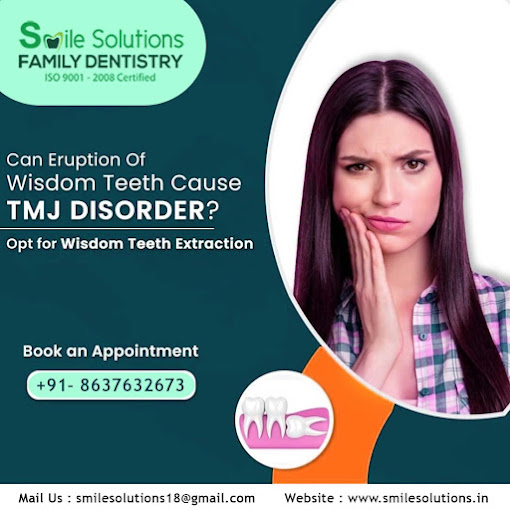 Smile Solutions
FAMILY DENTISTRY
ISO 9001 - 2008 Certified
Can Eruption Of
Wisdom Teeth Cause
TMJ DISORDER?
Opt for Wisdom Teeth Extraction
Book an Appointment
+91- 8637632673
Mail Us : smilesolutions18@gmail.com Website : www.smilesolutions.in